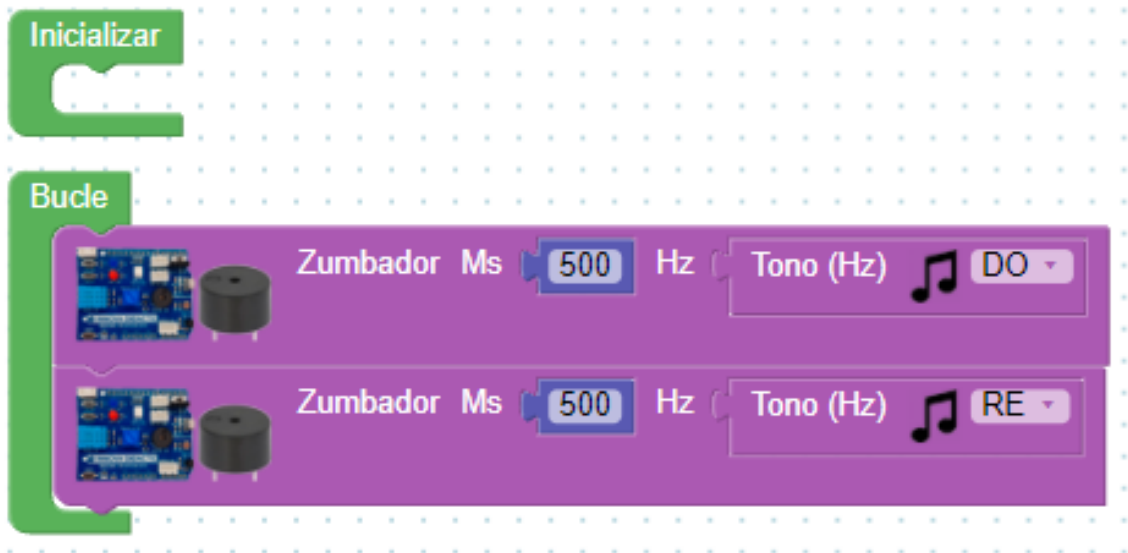 Inicializar
Bucle
Zumbador Ms 500 Hz Tono (Hz) DO
Zumbador Ms 500 Hz Tono (Hz) RE